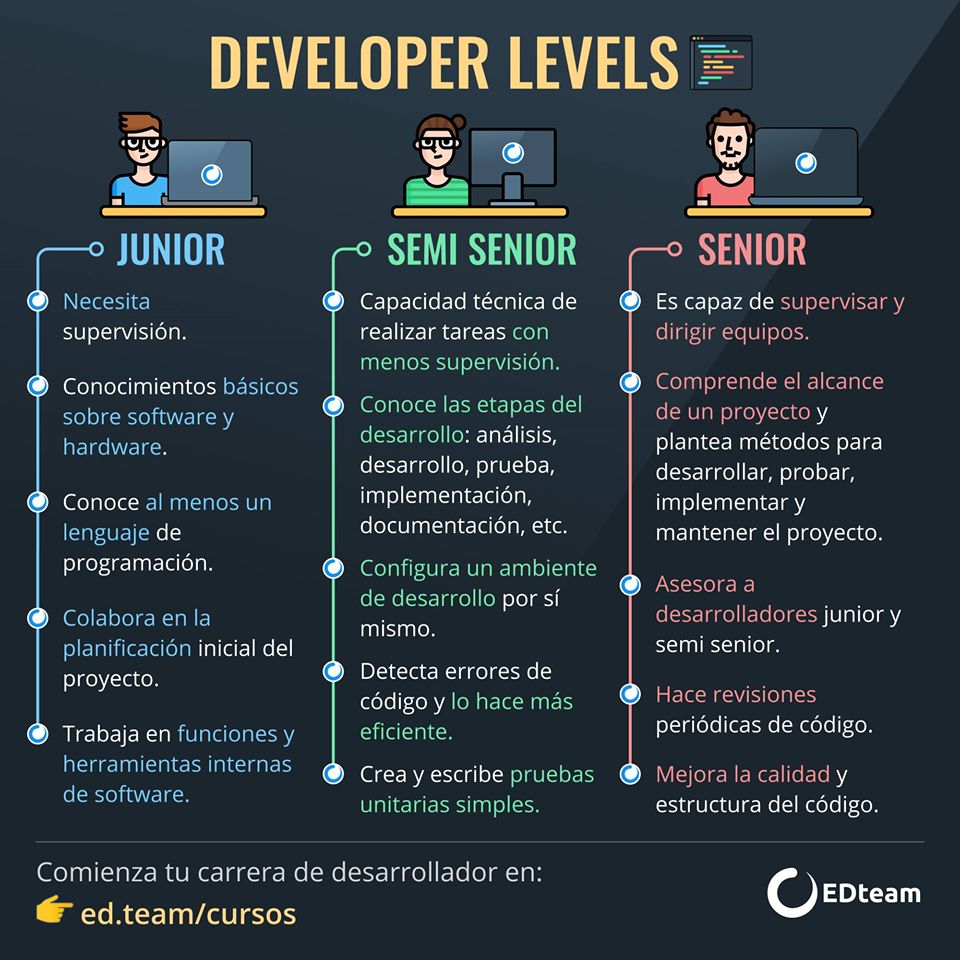 DEVELOPER LEVELS
JUNIOR
Necesita
supervisión.
Conocimientos básicos
sobre software y
hardware.
Conoce al menos un
lenguaje de
programación.
Colabora en la
planificación inicial del
proyecto.
Trabaja en funciones y
herramientas internas
de software.
SEMI SENIOR
Capacidad técnica de
realizar tareas con
menos supervisión.
Conoce las etapas del
desarrollo: análisis,
desarrollo, prueba,
implementación,
documentación, etc.
Configura un ambiente
de desarrollo por sí
mismo.
Detecta errores de
código y lo hace más
eficiente.
Crea y escribe pruebas
unitarias simples.
SENIOR
Es capaz de supervisar y
dirigir equipos.
Comprende el alcance
de un proyecto y
plantea métodos para
desarrollar, probar,
implementar y
mantener el proyecto.
Asesora a
desarrolladores junior y
semi senior.
Hace revisiones
periódicas de código.
Mejora la calidad y
estructura del código.
Comienza tu carrera de desarrollador en:
ed.team/cursos
EDteam